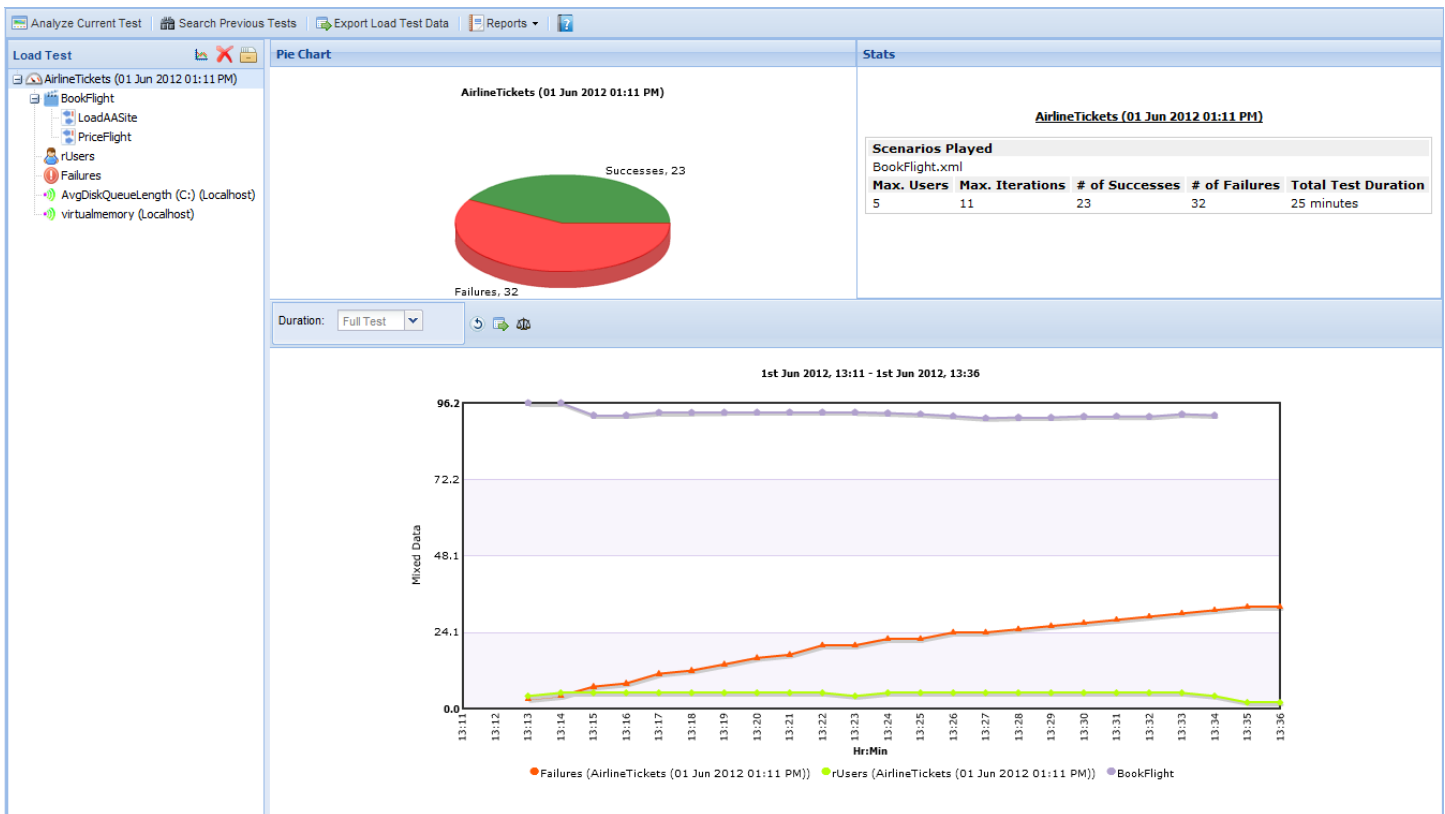 Analyze Current Test Search Previous Tests Export Load Test Data Reports
Load Test
AirlineTickets (01 Jun 2012 01:11 PM)
BookFlight
LoadAASite
PriceFlight
rUsers
Failures
AvgDiskQueueLength (C:) (Localhost)
virtualmemory (Localhost)
Pie Chart
AirlineTickets (01 Jun 2012 01:11 PM)
Successes, 23
Failures, 32
Stats
AirlineTickets (01 Jun 2012 01:11 PM)
Scenarios Played
BookFlight.xml
Max. Users Max. Iterations # of Successes # of Failures Total Test Duration
5 11 23 32 25 minutes
Duration: Full Test
1st Jun 2012, 13:11 - 1st Jun 2012, 13:36
96.2
72.2
48.1
24.1
0.0
Mixed Data
13:11 13:12 13:13 13:14 13:15 13:16 13:17 13:18 13:19 13:20 13:21 13:22 13:23 13:24 13:25 13:26 13:27 13:28 13:29 13:30 13:31 13:32 13:33 13:34 13:35 13:36
Hr:Min
Failures (AirlineTickets (01 Jun 2012 01:11 PM)) rUsers (AirlineTickets (01 Jun 2012 01:11 PM)) BookFlight